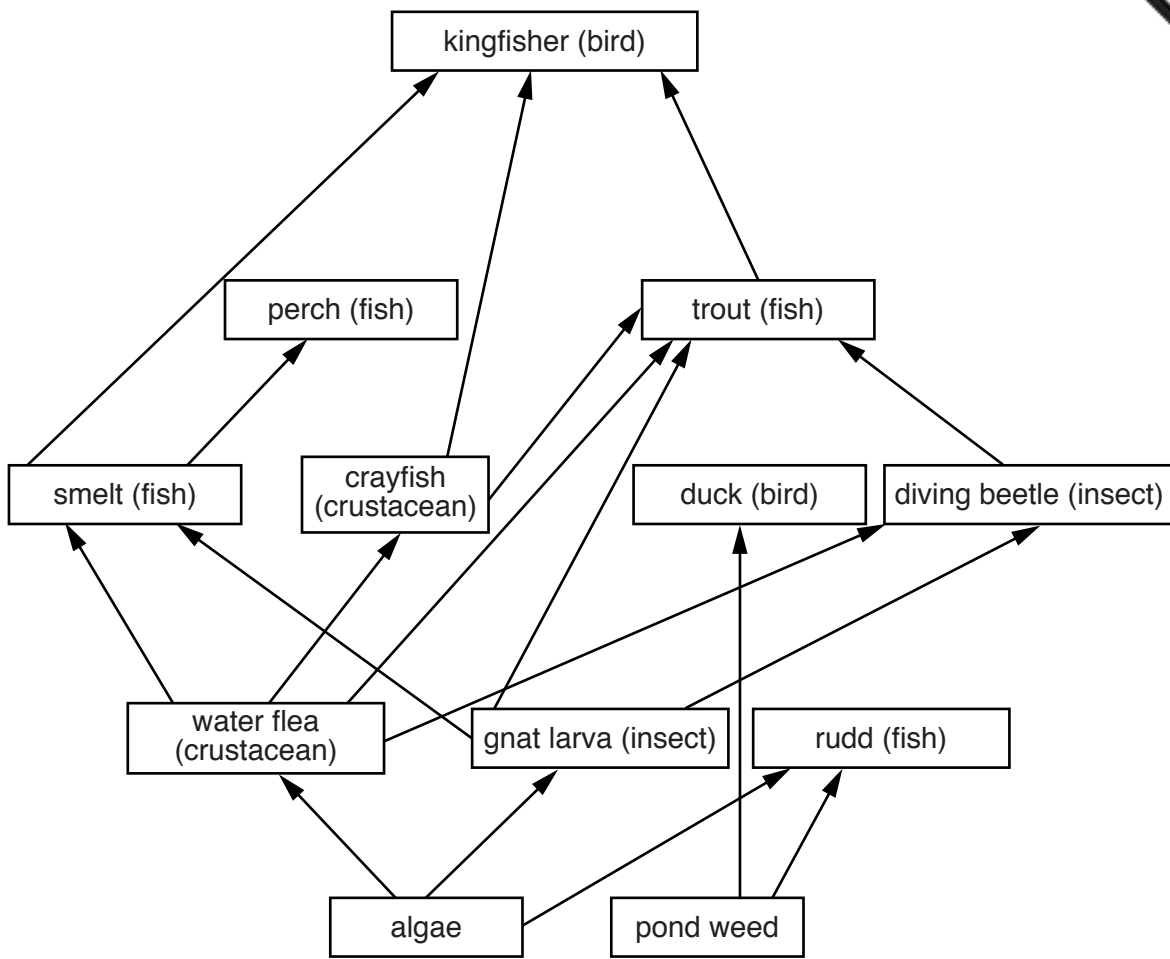 kingfisher (bird)
perch (fish)
trout (fish)
smelt (fish)
crayfish
(crustacean)
duck (bird)
diving beetle (insect)
water flea
(crustacean)
gnat larva (insect)
rudd (fish)
algae
pond weed